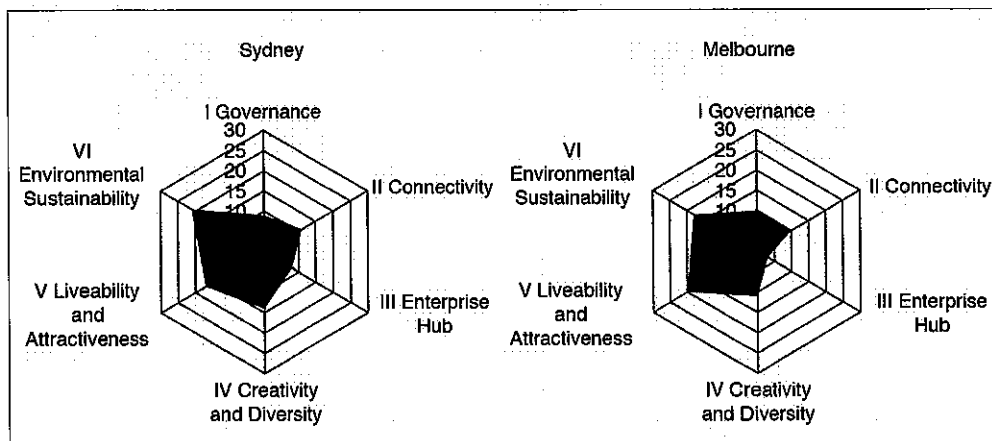 Sydney
I Governance
30
25
20
15
10
II Connectivity
III Enterprise
Hub
IV Creativity
and Diversity
V Liveability
and
Attractiveness
VI
Environmental
Sustainability
Melbourne
I Governance
30
25
20
15
10
II Connectivity
III Enterprise
Hub
IV Creativity
and Diversity
V Liveability
and
Attractiveness
VI
Environmental
Sustainability